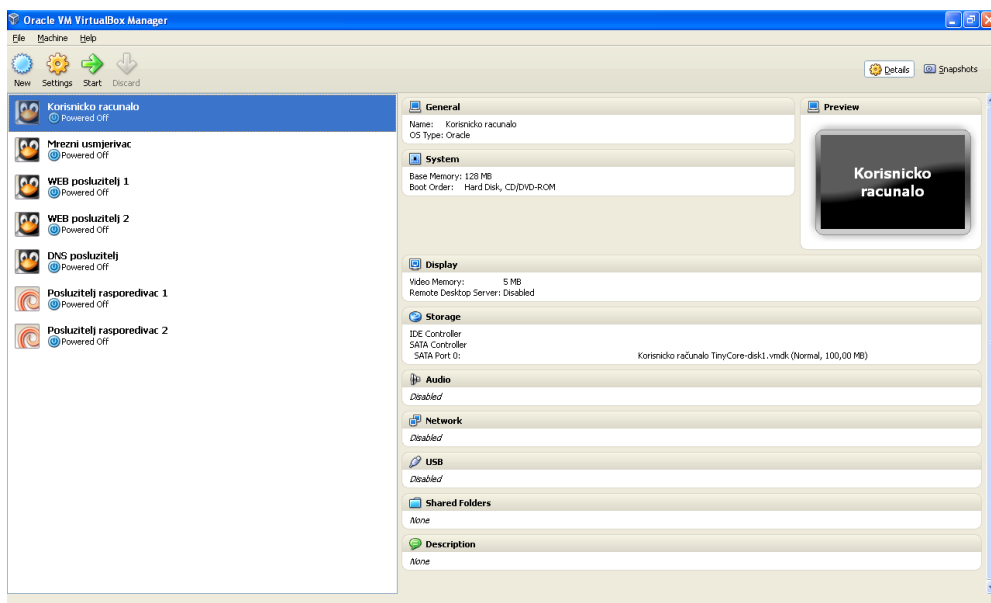 Oracle VM VirtualBox Manager
File Machine Help
New Settings Start Discard
Details Snapshots
Korisnicko racunalo
Powered Off
Mrezni usmjerivac
Powered Off
WEB posluzitelj 1
Powered Off
WEB posluzitelj 2
Powered Off
DNS posluzitelj
Powered Off
Posluzitelj rasporedivac 1
Powered Off
Posluzitelj rasporedivac 2
Powered Off
General
Name: Korisnicko racunalo
OS Type: Oracle
System
Base Memory: 128 MB
Boot Order: Hard Disk, CD/DVD-ROM
Preview
Korisnicko
racunalo
Display
Video Memory: 5 MB
Remote Desktop Server: Disabled
Storage
IDE Controller
SATA Controller
SATA Port 0: Korisnicko računalo TinyCore-disk1.vmdk (Normal, 100,00 MB)
Audio
Disabled
Network
Disabled
USB
Disabled
Shared Folders
None
Description
None